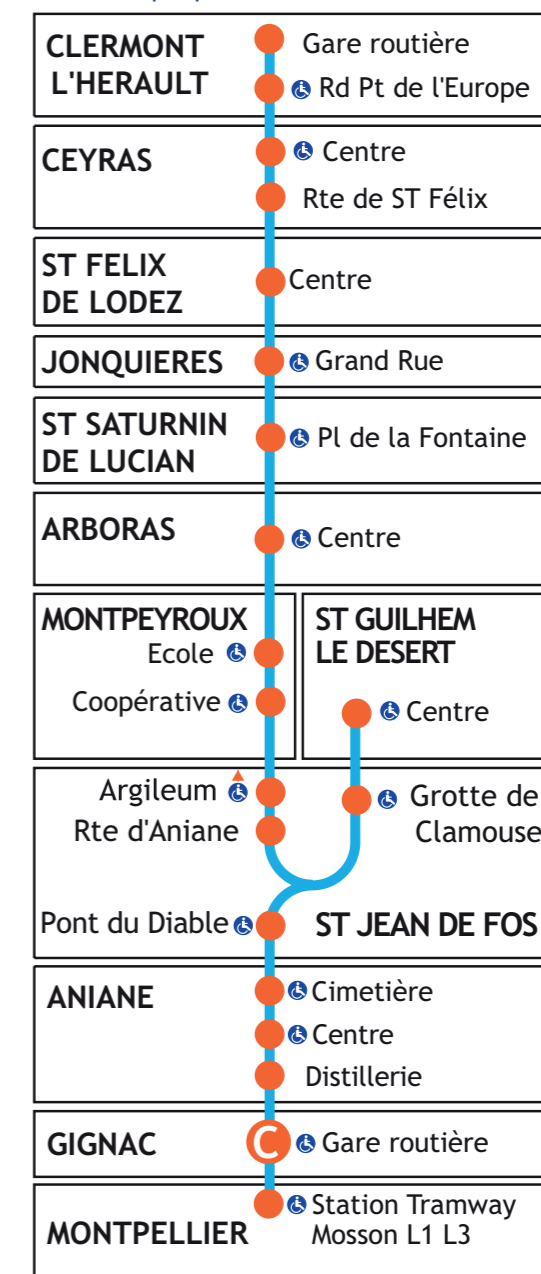 CLERMONT
L'HERAULT
Gare routière
Rd Pt de l'Europe
CEYRAS
Centre
Rte de ST Félix
ST FELIX
DE LODEZ
Centre
JONQUIERES
Grand Rue
ST SATURNIN
DE LUCIAN
Pl de la Fontaine
ARBORAS
Centre
MONTPEYROUX
Ecole
Coopérative
ST GUILHEM
LE DESERT
Centre
Argileum
Rte d'Aniane
Grotte de
Clamouse
Pont du Diable
ST JEAN DE FOS
ANIANE
Cimetière
Centre
Distillerie
GIGNAC
C
Gare routière
MONTPELLIER
Station Tramway
Mosson L1 L3